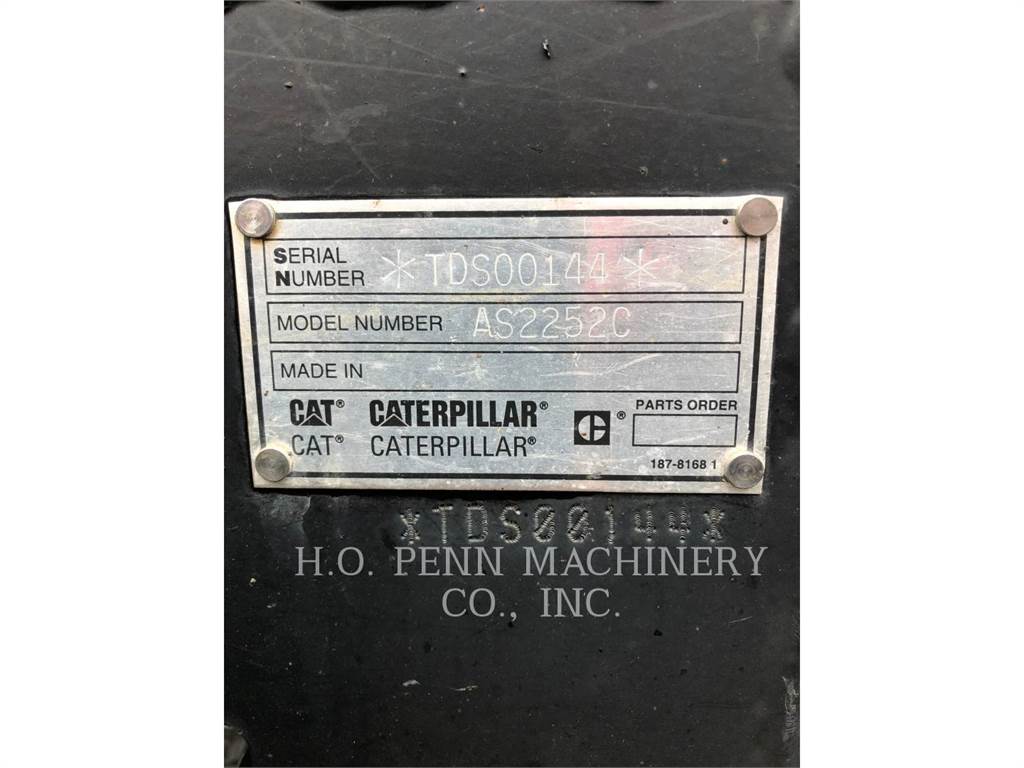 SERIAL NUMBER *TDS00144*
MODEL NUMBER AS2252C
MADE IN
CAT® CATERPILLAR® C®
CAT® CATERPILLAR®
PARTS ORDER
187-8168 1
*TDS00144*
H.O. PENN MACHINERY
CO., INC.